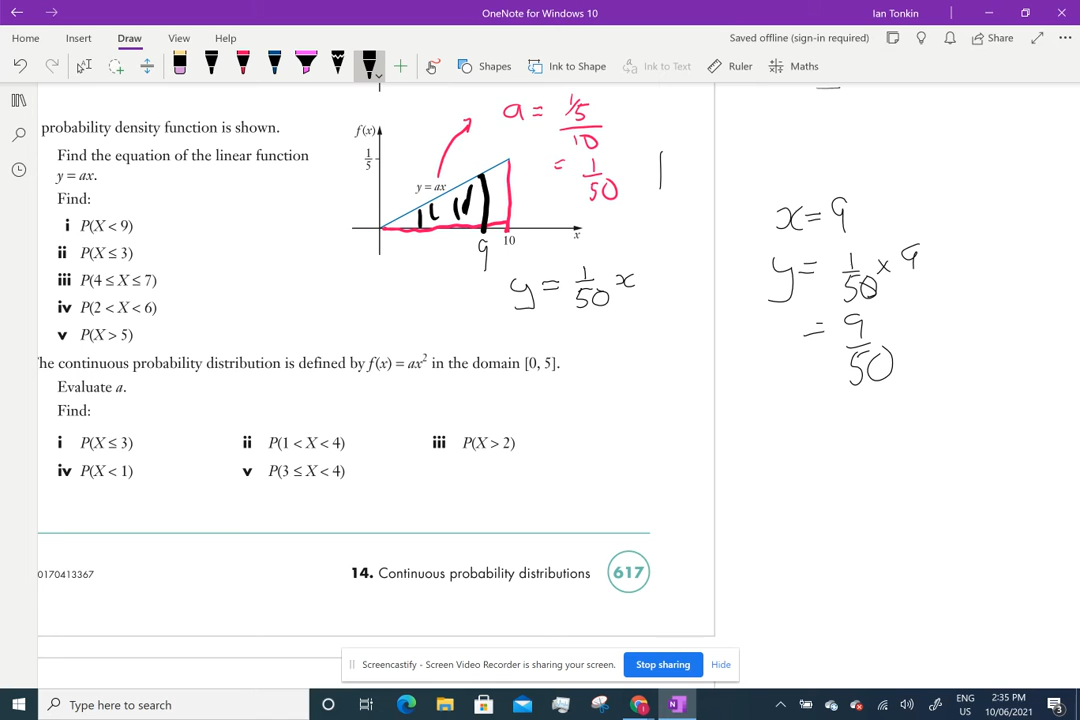 OneNote for Windows 10
Ian Tonkin
Home Insert Draw View Help
Saved offline (sign-in required)
Share
Shapes
Ink to Shape
Ink to Text
Ruler
Maths
probability density function is shown.
Find the equation of the linear function
y = ax.
Find:
i P(X < 9)
ii P(X ≤ 3)
iii P(4 ≤ X ≤ 7)
iv P(2 < X < 6)
v P(X > 5)
f(x)
1/5
y = ax
9
10
x
a = 1/5 / 10
= 1/50
y = 1/50 x
x = 9
y = 1/50 × 9
= 9/50
he continuous probability distribution is defined by f(x) = ax² in the domain [0, 5].
Evaluate a.
Find:
i P(X ≤ 3) ii P(1 < X < 4) iii P(X > 2)
iv P(X < 1) v P(3 ≤ X < 4)
0170413367
14. Continuous probability distributions 617
Screencastify - Screen Video Recorder is sharing your screen.
Stop sharing
Hide
Type here to search
ENG
US
2:35 PM
10/06/2021
3